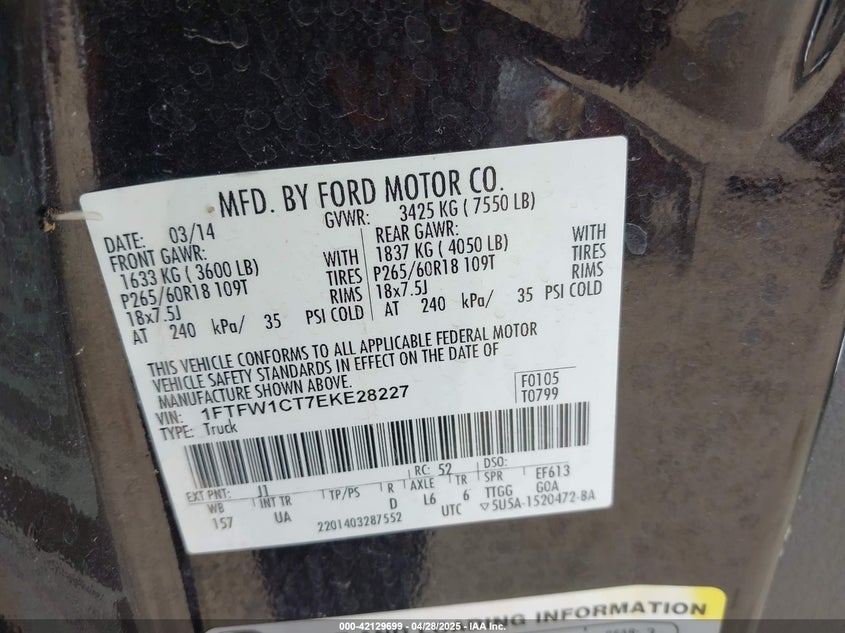 MFD. BY FORD MOTOR CO.
DATE: 03/14 GVWR: 3425 KG ( 7550 LB)
FRONT GAWR: REAR GAWR:
1633 KG ( 3600 LB) WITH 1837 KG ( 4050 LB) WITH
P265/60R18 109T TIRES P265/60R18 109T TIRES
18x7.5J RIMS 18x7.5J RIMS
AT 240 kPa/ 35 PSI COLD AT 240 kPa/ 35 PSI COLD
THIS VEHICLE CONFORMS TO ALL APPLICABLE FEDERAL MOTOR
VEHICLE SAFETY STANDARDS IN EFFECT ON THE DATE OF
MANUFACTURE SHOWN ABOVE.
VIN: 1FTFW1CT7EKE28227 F0105
TYPE: Truck T0799
EXT PNT: J1 RC: 52 DSO:
WB INT TR TP/PS R AXLE TR SPR EF613
157 UA D L6 6 TTGG GOA
2201403287552 UTC ▽5U5A-1520472-BA
INFORMATION
000-42129699 - 04/28/2025 - IAA Inc.